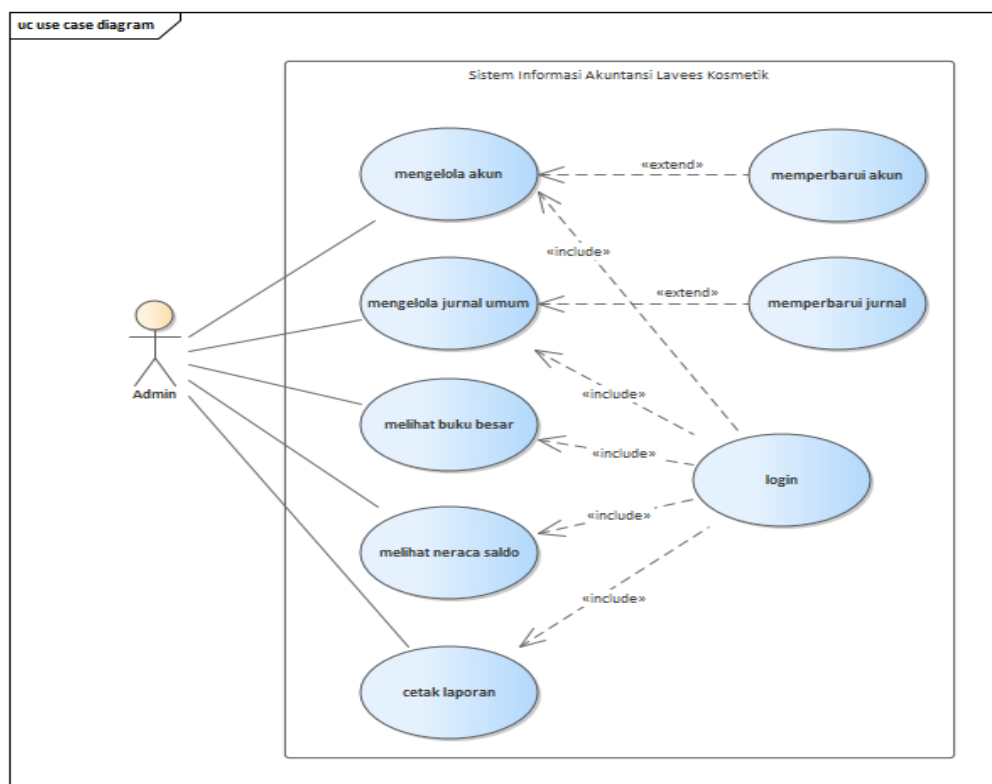 uc use case diagram
Sistem Informasi Akuntansi Lavees Kosmetik
mengelola akun
«extend»
memperbarui akun
«include»
mengelola jurnal umum
«extend»
memperbarui jurnal
Admin
«include»
melihat buku besar
«include»
login
«include»
melihat neraca saldo
«include»
cetak laporan